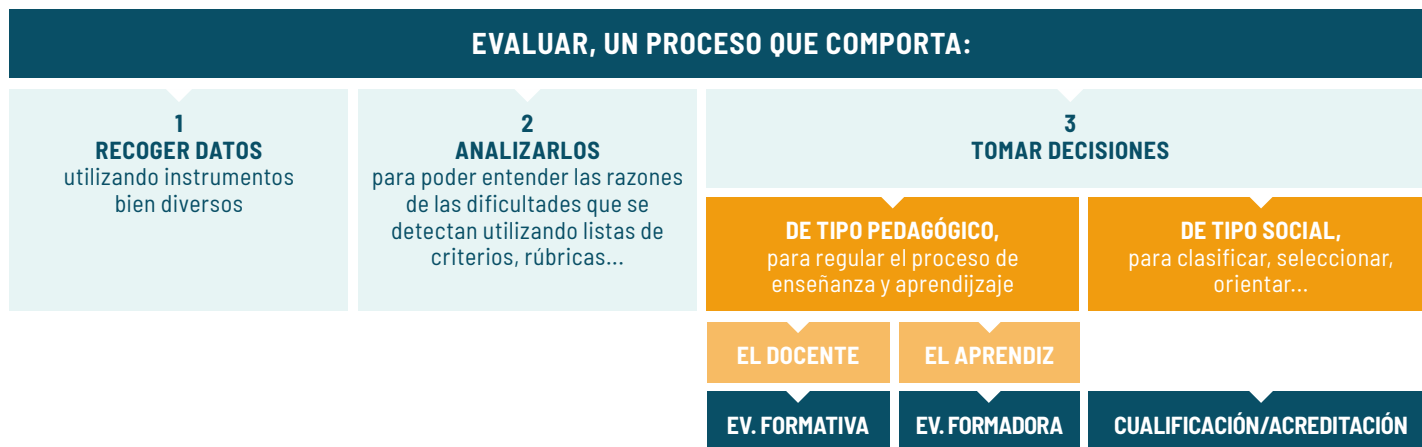 EVALUAR, UN PROCESO QUE COMPORTA:
1
RECOGER DATOS
utilizando instrumentos
bien diversos
2
ANALIZARLOS
para poder entender las razones
de las dificultades que se
detectan utilizando listas de
criterios, rúbricas...
3
TOMAR DECISIONES
DE TIPO PEDAGÓGICO,
para regular el proceso de
enseñanza y aprendijzaje
DE TIPO SOCIAL,
para clasificar, seleccionar,
orientar...
EL DOCENTE
EL APRENDIZ
EV. FORMATIVA
EV. FORMADORA
CUALIFICACIÓN/ACREDITACIÓN